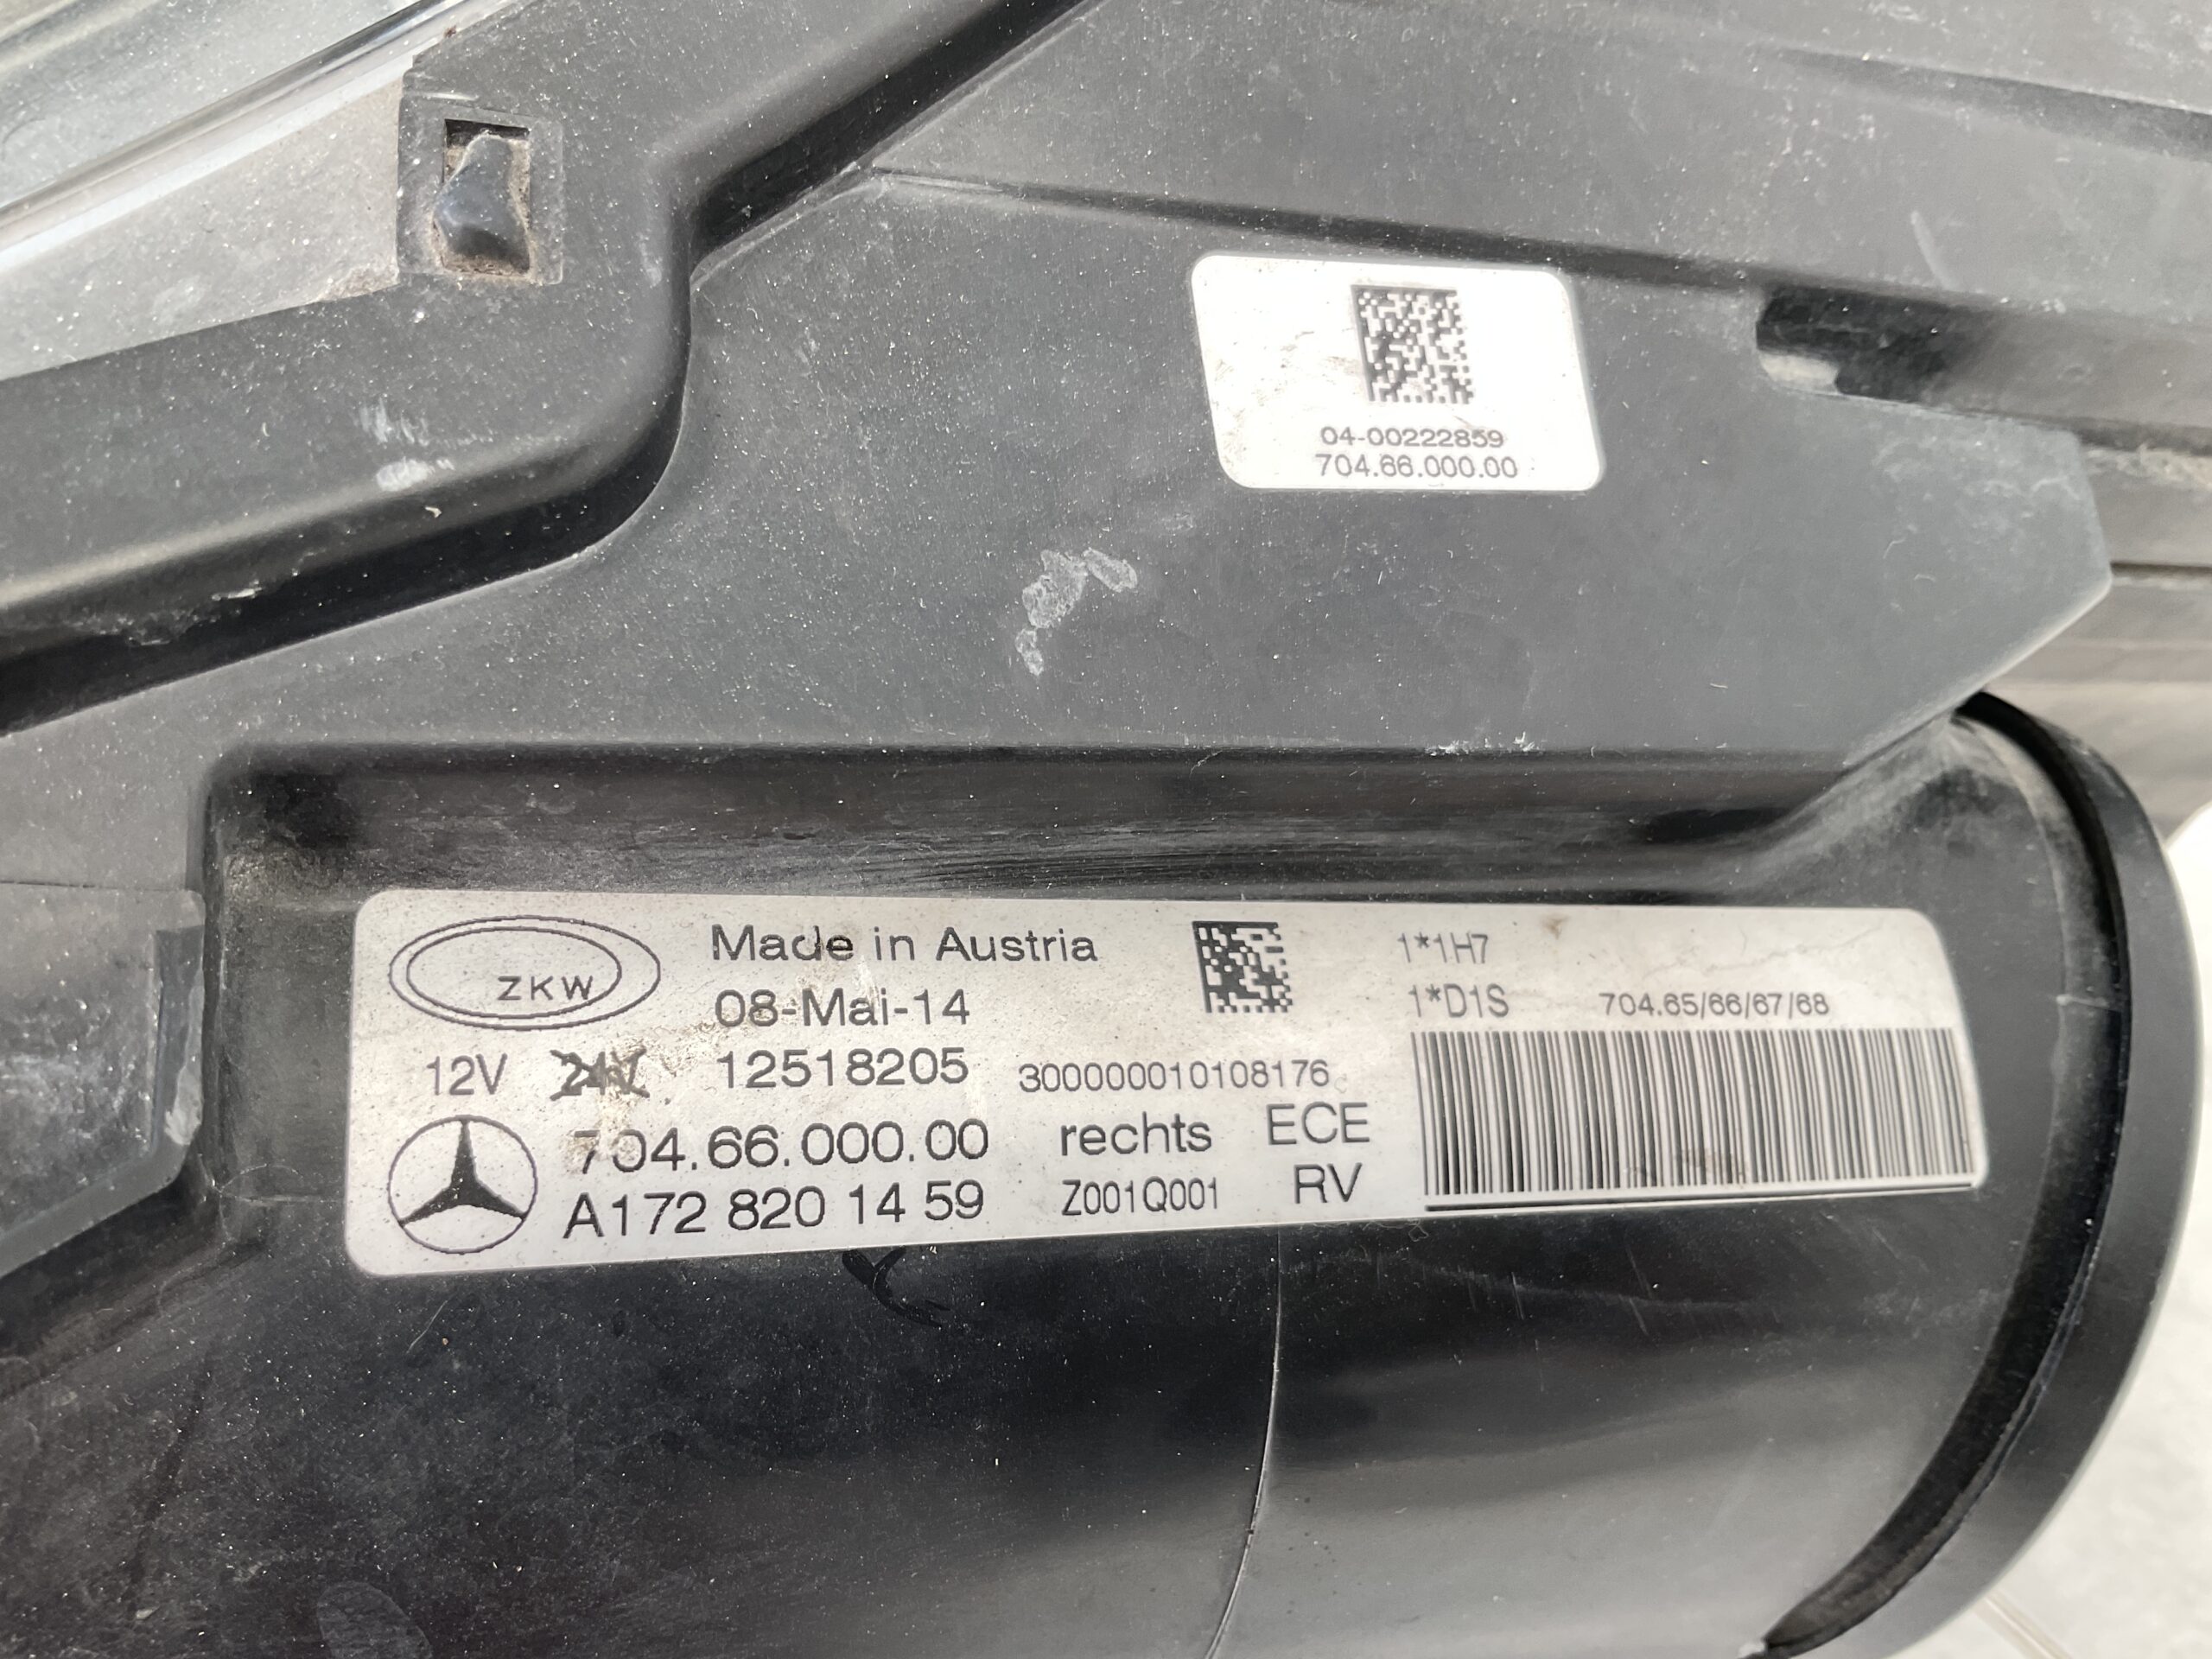 04-00222859
704.66.000.00
ZKW
Made in Austria
1*1H7
08-Mai-14
1*D1S 704.65/66/67/68
12V 24V 12518205 300000010108176
704.66.000.00 rechts ECE
A172 820 14 59 Z001Q001 RV